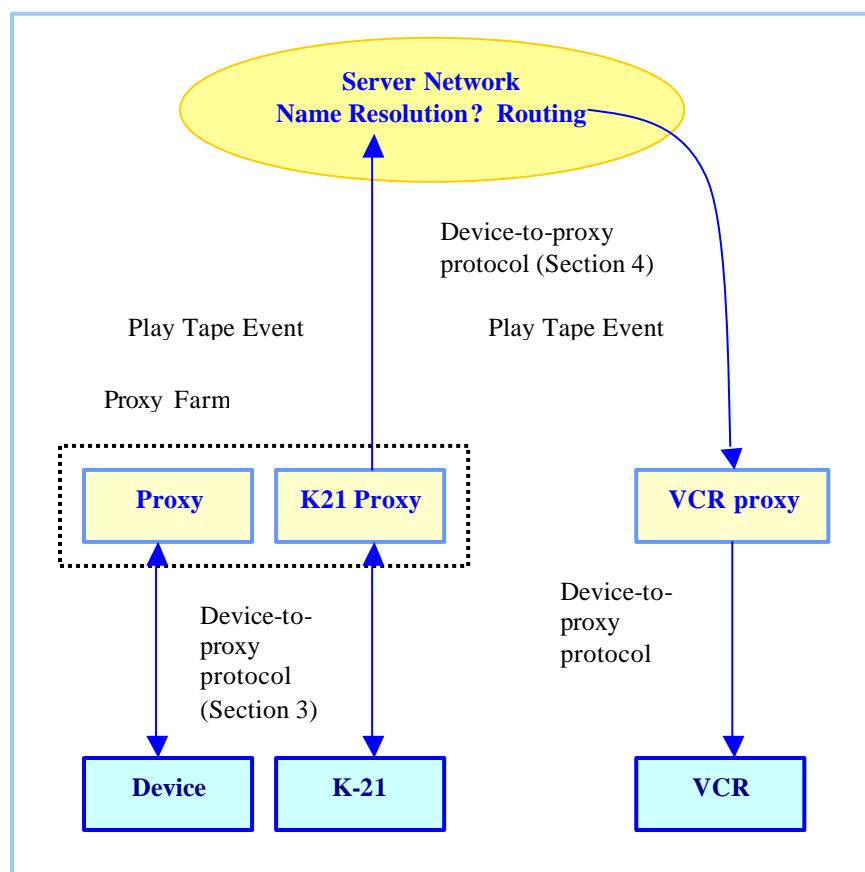 Server Network
Name Resolution? Routing
Device-to-proxy
protocol (Section 4)
Play Tape Event
Play Tape Event
Proxy Farm
Proxy
K21 Proxy
VCR proxy
Device-to-
proxy
protocol
(Section 3)
Device-to-
proxy
protocol
Device
K-21
VCR